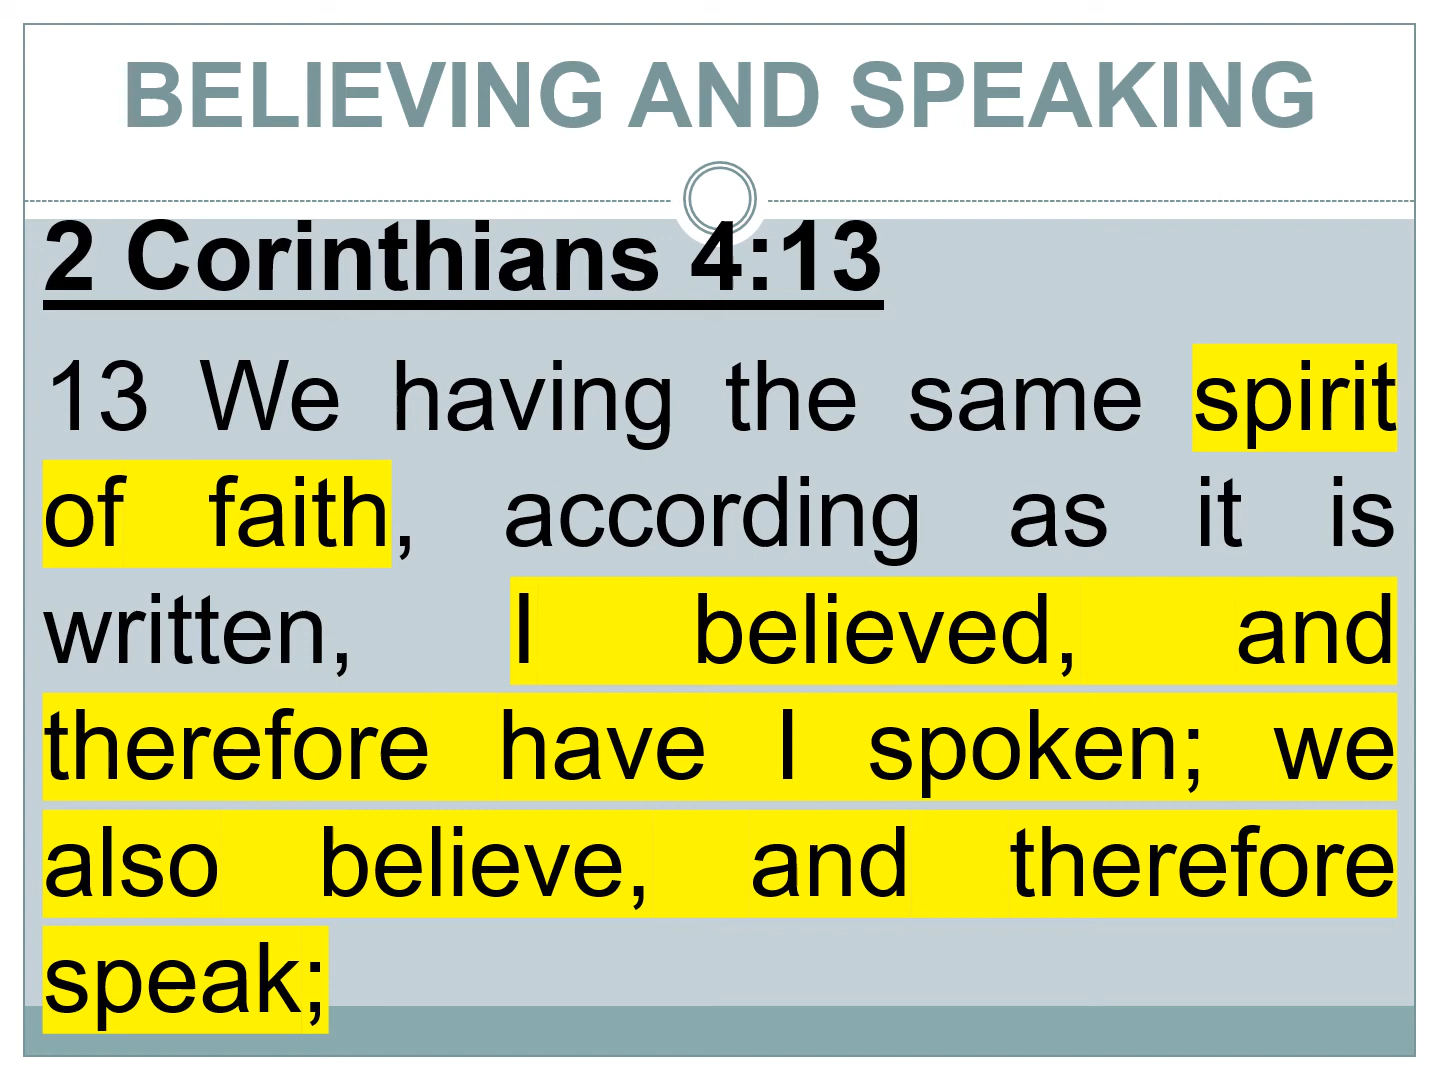 BELIEVING AND SPEAKING
2 Corinthians 4:13
13 We having the same spirit
of faith, according as it is
written, I believed, and
therefore have I spoken; we
also believe, and therefore
speak;